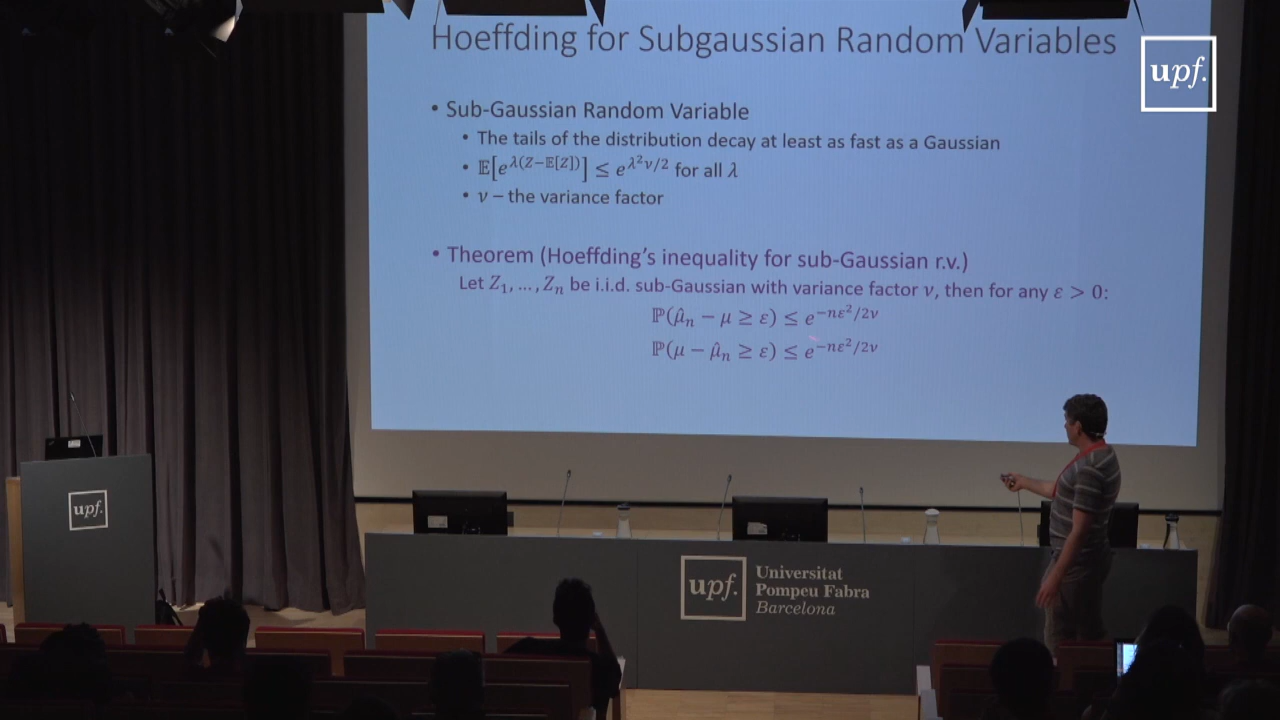 Hoeffding for Subgaussian Random Variables
upf.
• Sub-Gaussian Random Variable
• The tails of the distribution decay at least as fast as a Gaussian
• 𝔼[e^{λ(Z−𝔼[Z])}] ≤ e^{λ²ν/2} for all λ
• ν – the variance factor
• Theorem (Hoeffding's inequality for sub-Gaussian r.v.)
Let Z₁, …, Zₙ be i.i.d. sub-Gaussian with variance factor ν, then for any ε > 0:
ℙ(μ̂ₙ − μ ≥ ε) ≤ e^{−nε²/2ν}
ℙ(μ − μ̂ₙ ≥ ε) ≤ e^{−nε²/2ν}
upf.
upf.
Universitat
Pompeu Fabra
Barcelona